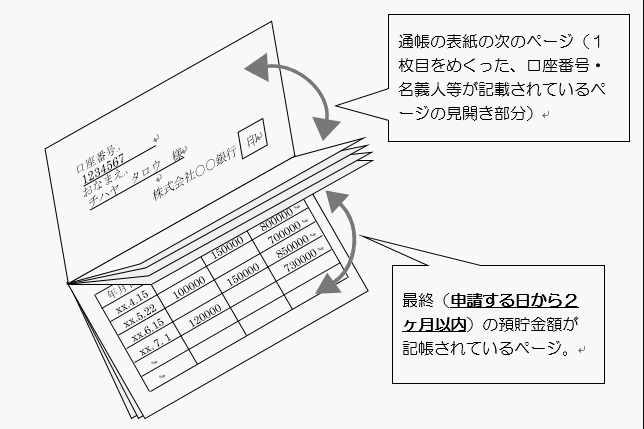 通帳の表紙の次のページ（１
枚目をめくった、口座番号・
名義人等が記載されているペ
ージの見開き部分）
口座番号、
1234567
おなまえ、
チハヤ　タロウ　様
株式会社〇〇銀行
印
年月
150000 800000
xx.4.15 100000 700000
xx.5.22 150000 850000
xx.6.15 120000 730000
xx.7.1
最終（申請する日から２
ヶ月以内）の預貯金額が
記帳されているページ。